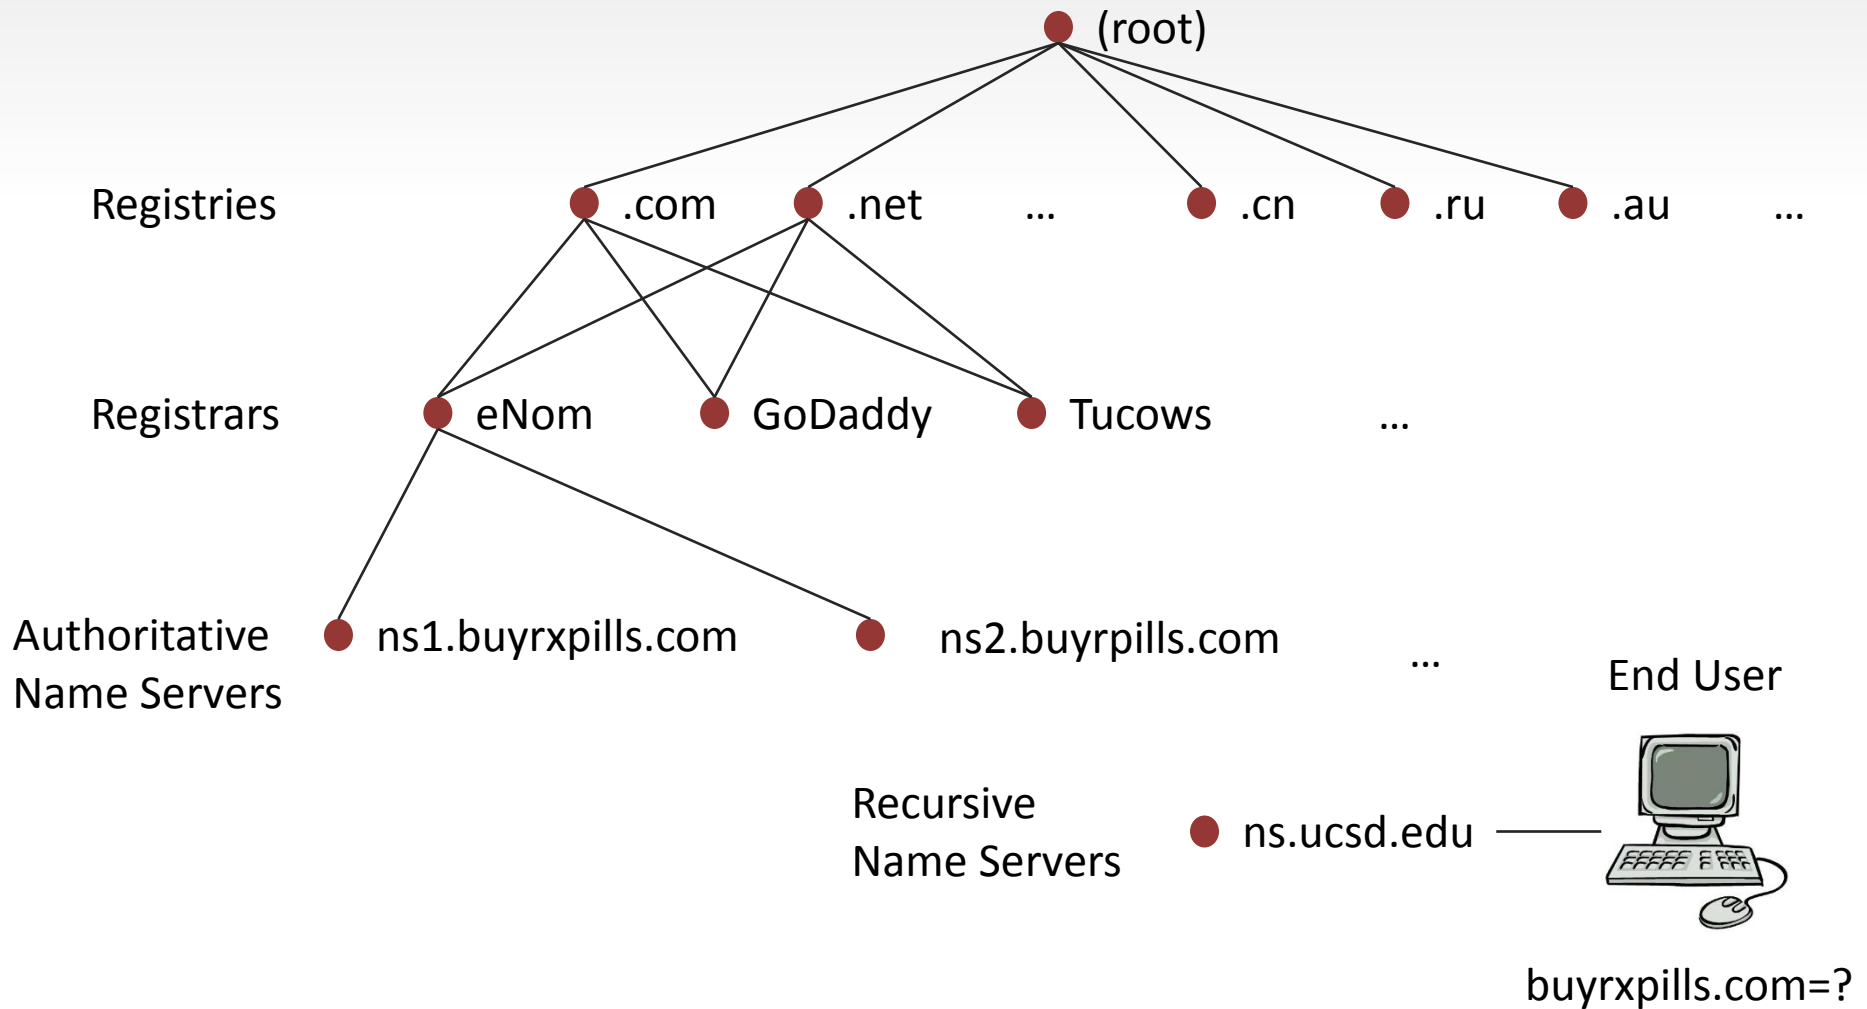 (root)
Registries .com .net ... .cn .ru .au ...
Registrars eNom GoDaddy Tucows ...
Authoritative
Name Servers
ns1.buyrxpills.com ns2.buyrpills.com ...
End User
Recursive
Name Servers
ns.ucsd.edu
buyrxpills.com=?